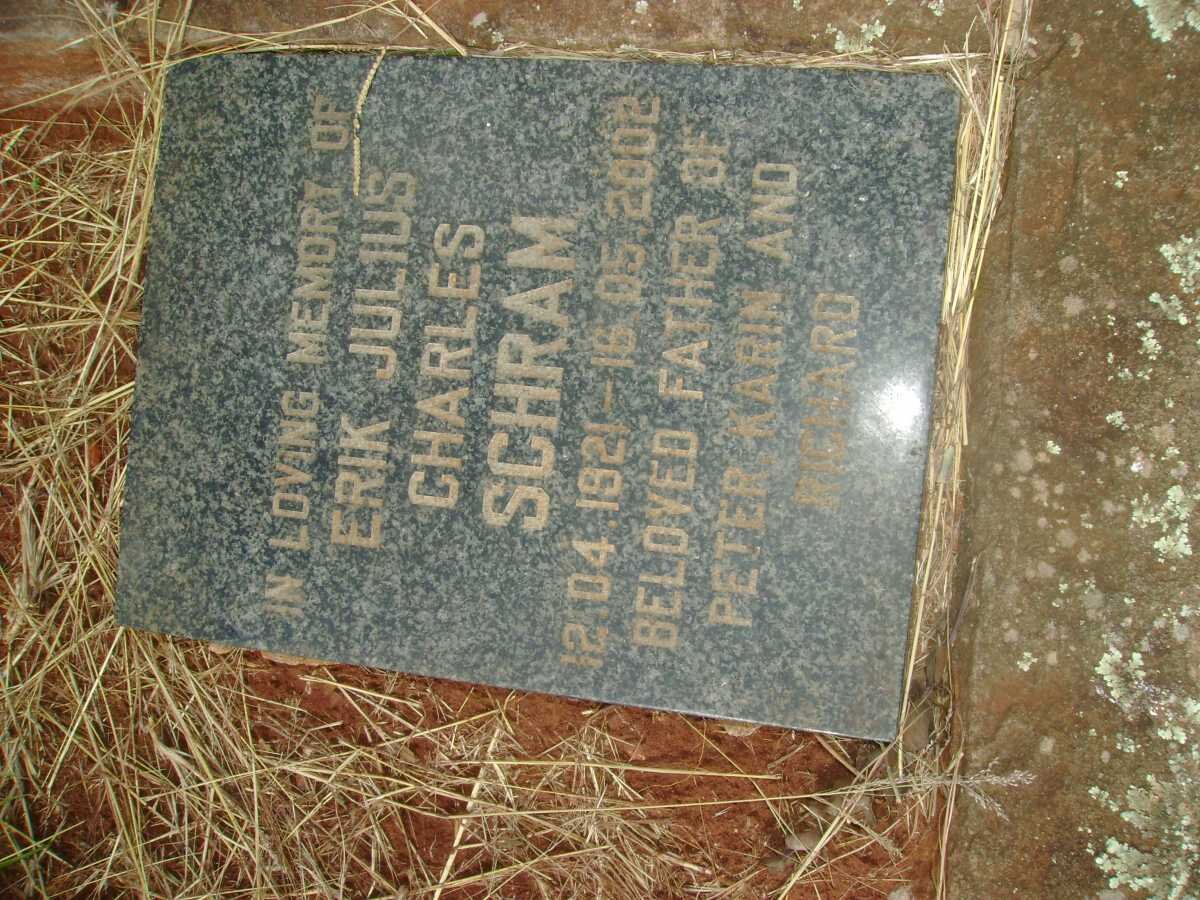 IN LOVING MEMORY OF
ERIK JULIUS
CHARLES
SCHRAM
12.04.1921-16.05.2002
BELOVED FATHER OF
PETER, KARIN AND
RICHARD